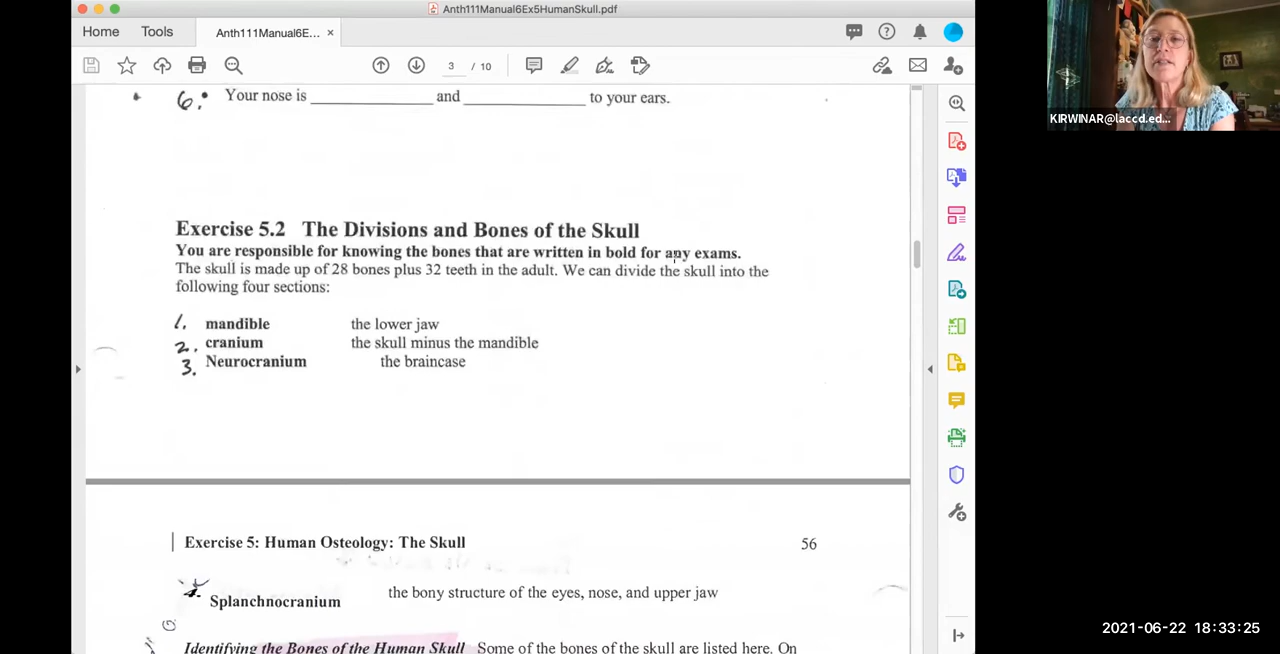 Anth111Manual6Ex5HumanSkull.pdf
Home Tools Anth111Manual6E... ×
3 / 10
KIRWINAR@laccd.ed...
6. Your nose is ____________ and ____________ to your ears.
Exercise 5.2 The Divisions and Bones of the Skull
You are responsible for knowing the bones that are written in bold for any exams.
The skull is made up of 28 bones plus 32 teeth in the adult. We can divide the skull into the
following four sections:
1. mandible the lower jaw
2. cranium the skull minus the mandible
3. Neurocranium the braincase
Exercise 5: Human Osteology: The Skull 56
4. Splanchnocranium the bony structure of the eyes, nose, and upper jaw
Identifying the Bones of the Human Skull Some of the bones of the skull are listed here. On
2021-06-22 18:33:25